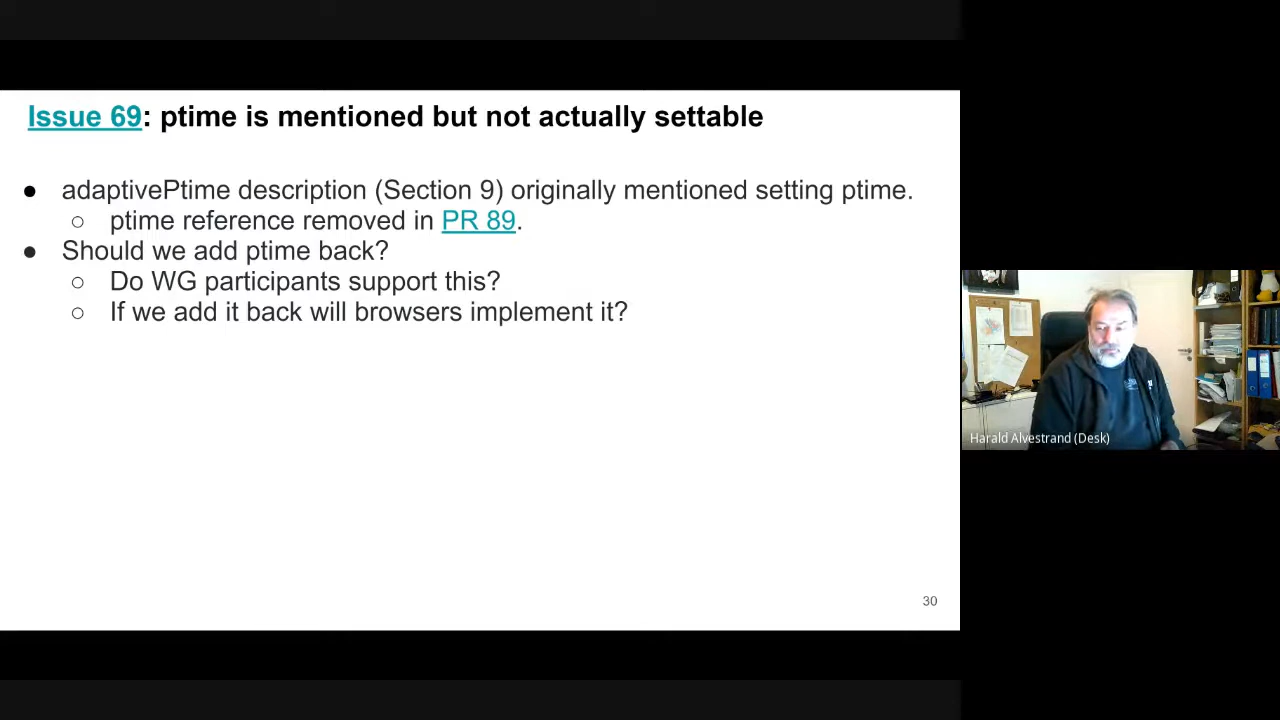 Issue 69: ptime is mentioned but not actually settable
● adaptivePtime description (Section 9) originally mentioned setting ptime.
○ ptime reference removed in PR 89.
● Should we add ptime back?
○ Do WG participants support this?
○ If we add it back will browsers implement it?
30
Harald Alvestrand (Desk)